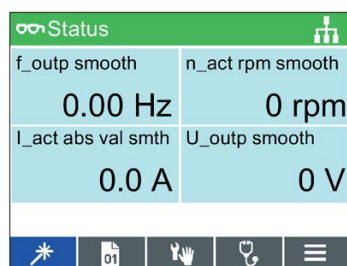 Status
f_outp smooth
n_act rpm smooth
0.00 Hz
0 rpm
I_act abs val smth
U_outp smooth
0.0 A
0 V
01